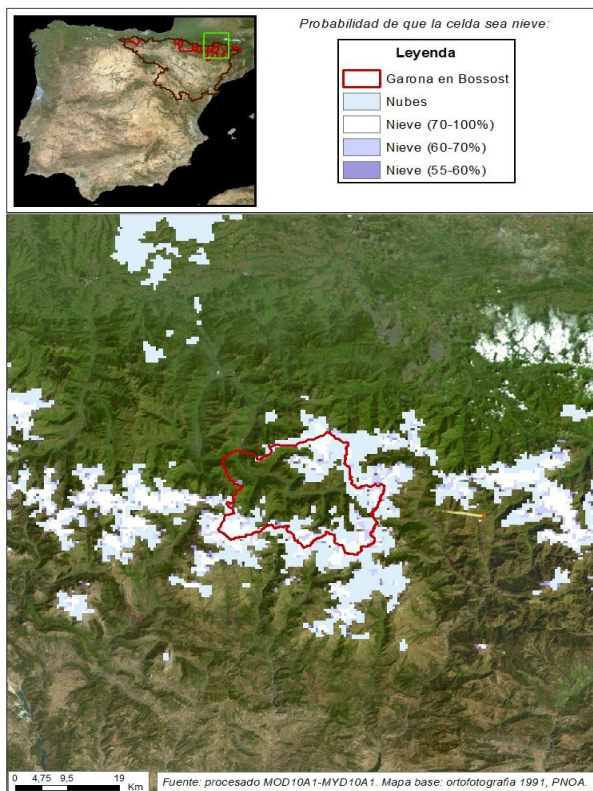 Probabilidad de que la celda sea nieve:
Leyenda
Garona en Bossost
Nubes
Nieve (70-100%)
Nieve (60-70%)
Nieve (55-60%)
0 4,75 9,5 19
Km
Fuente: procesado MOD10A1-MYD10A1. Mapa base: ortofotografía 1991, PNOA.